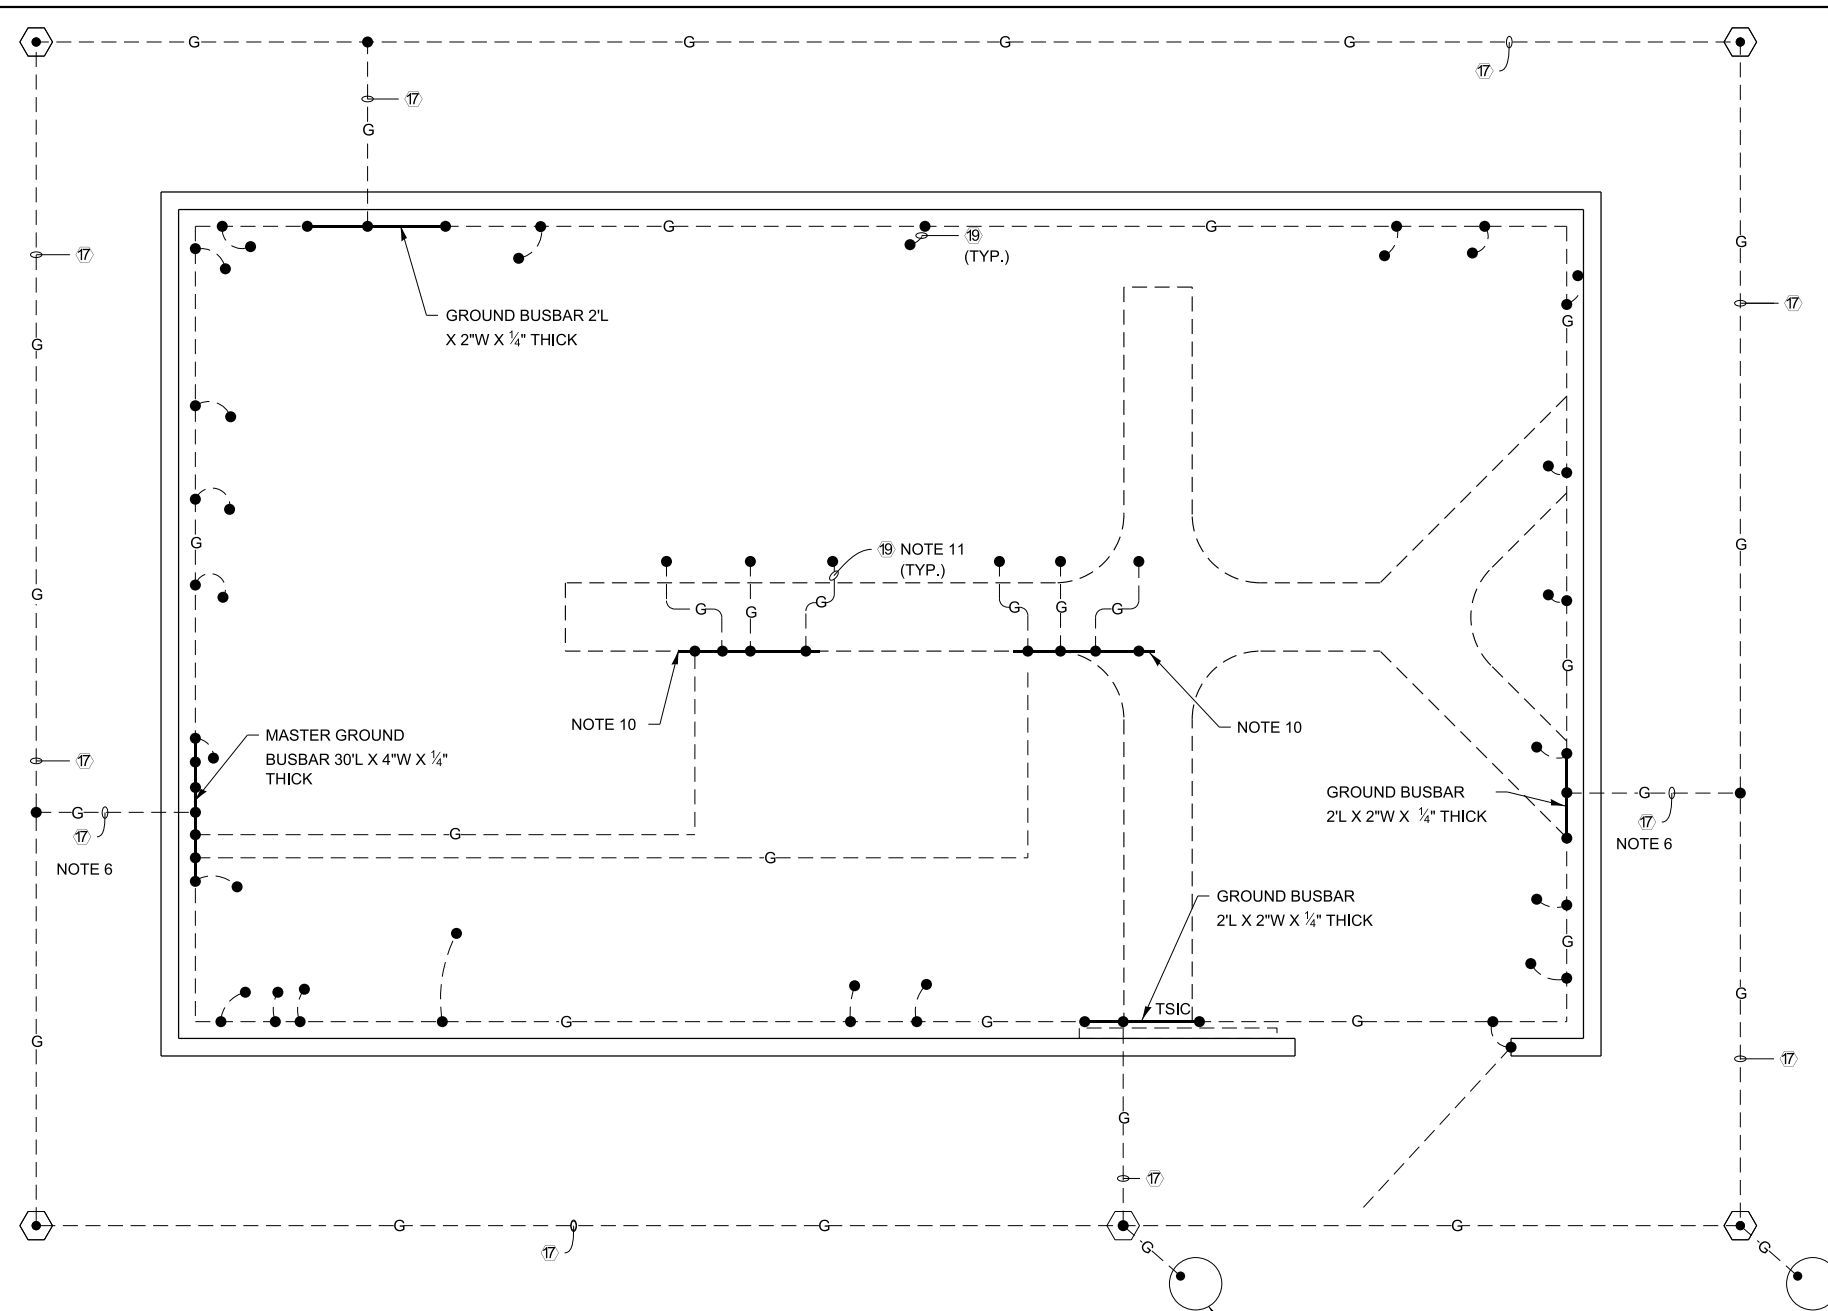 G G G G
17
17
G
G
17
G
17
G
G
19
(TYP.)
GROUND BUSBAR 2'L
X 2"W X ¼" THICK
G
G
G
G
G
19 NOTE 11
(TYP.)
G G G G G G
G
NOTE 10
NOTE 10
MASTER GROUND
BUSBAR 30'L X 4"W X ¼"
THICK
17
GROUND BUSBAR
2'L X 2"W X ¼" THICK
G
17
NOTE 6
G
17
NOTE 6
G
G
GROUND BUSBAR
2'L X 2"W X ¼" THICK
G
G
G
TSIC
G G G
17
G
17
G G G
17
G
G